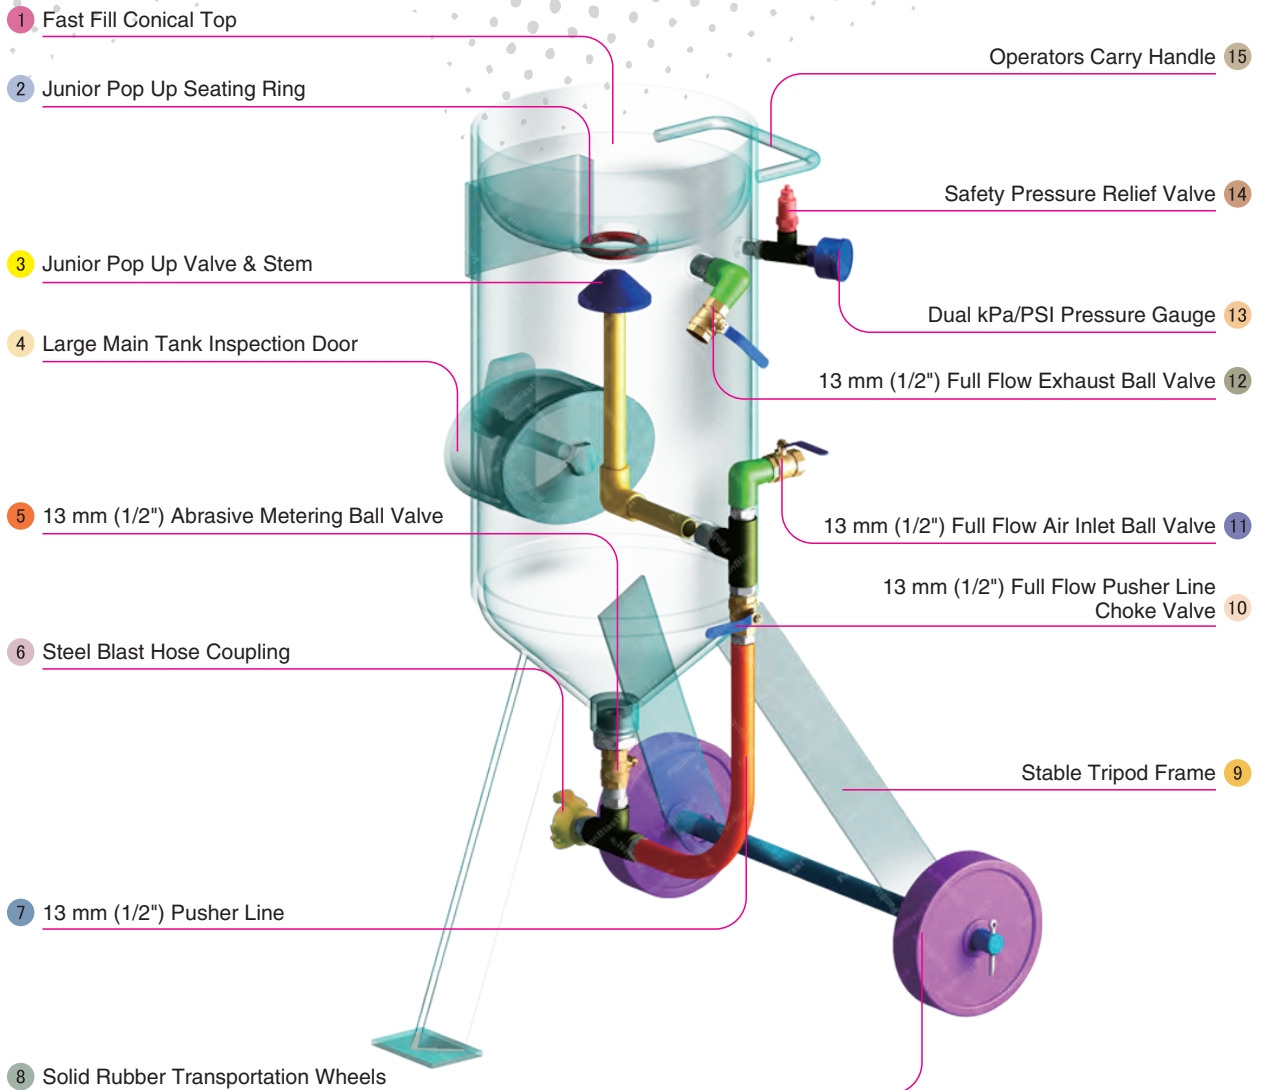 1 Fast Fill Conical Top
2 Junior Pop Up Seating Ring
3 Junior Pop Up Valve & Stem
4 Large Main Tank Inspection Door
5 13 mm (1/2") Abrasive Metering Ball Valve
6 Steel Blast Hose Coupling
7 13 mm (1/2") Pusher Line
8 Solid Rubber Transportation Wheels
Operators Carry Handle 15
Safety Pressure Relief Valve 14
Dual kPa/PSI Pressure Gauge 13
13 mm (1/2") Full Flow Exhaust Ball Valve 12
13 mm (1/2") Full Flow Air Inlet Ball Valve 11
13 mm (1/2") Full Flow Pusher Line
Choke Valve 10
Stable Tripod Frame 9